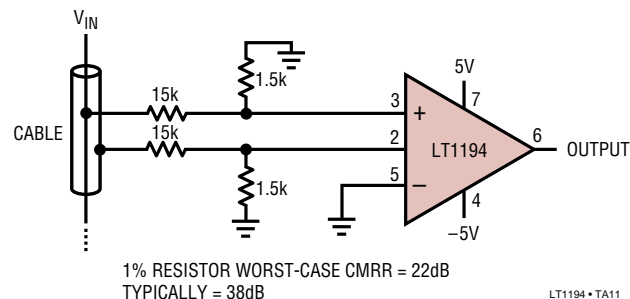 V_IN
15k
1.5k
CABLE
15k
1.5k
3
+
2
5
−
5V
7
LT1194
6
OUTPUT
4
−5V
1% RESISTOR WORST-CASE CMRR = 22dB
TYPICALLY = 38dB
LT1194 • TA11